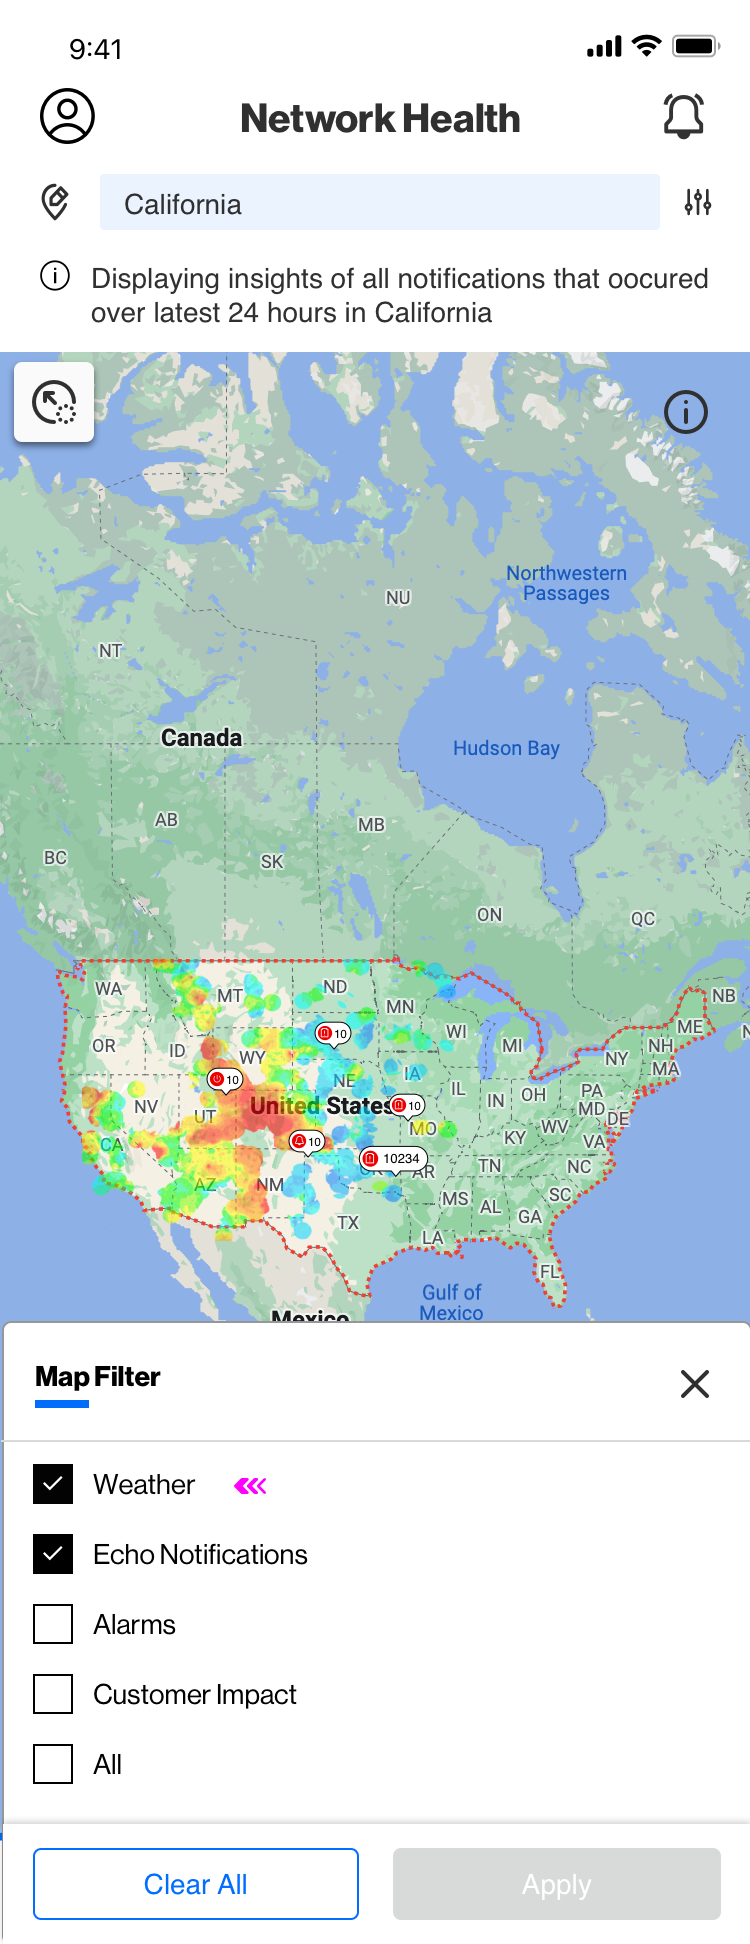 9:41
Network Health
California
Displaying insights of all notifications that oocured
over latest 24 hours in California
Northwestern
Passages
NU
NT
Canada
Hudson Bay
AB
MB
BC
SK
ON
QC
WA
MT
ND
NB
MN
ME
OR
ID
WY
10
WI
MI
NY
NH
MA
10
NE
IA
IL
IN
OH
PA
NV
UT
United States
10
MD
DE
CA
10
MO
KY
WV
VA
10234
AZ
NM
AR
TN
NC
TX
MS
AL
GA
SC
LA
FL
Gulf of
Mexico
Mexico
Map Filter
Weather
Echo Notifications
Alarms
Customer Impact
All
Clear All
Apply